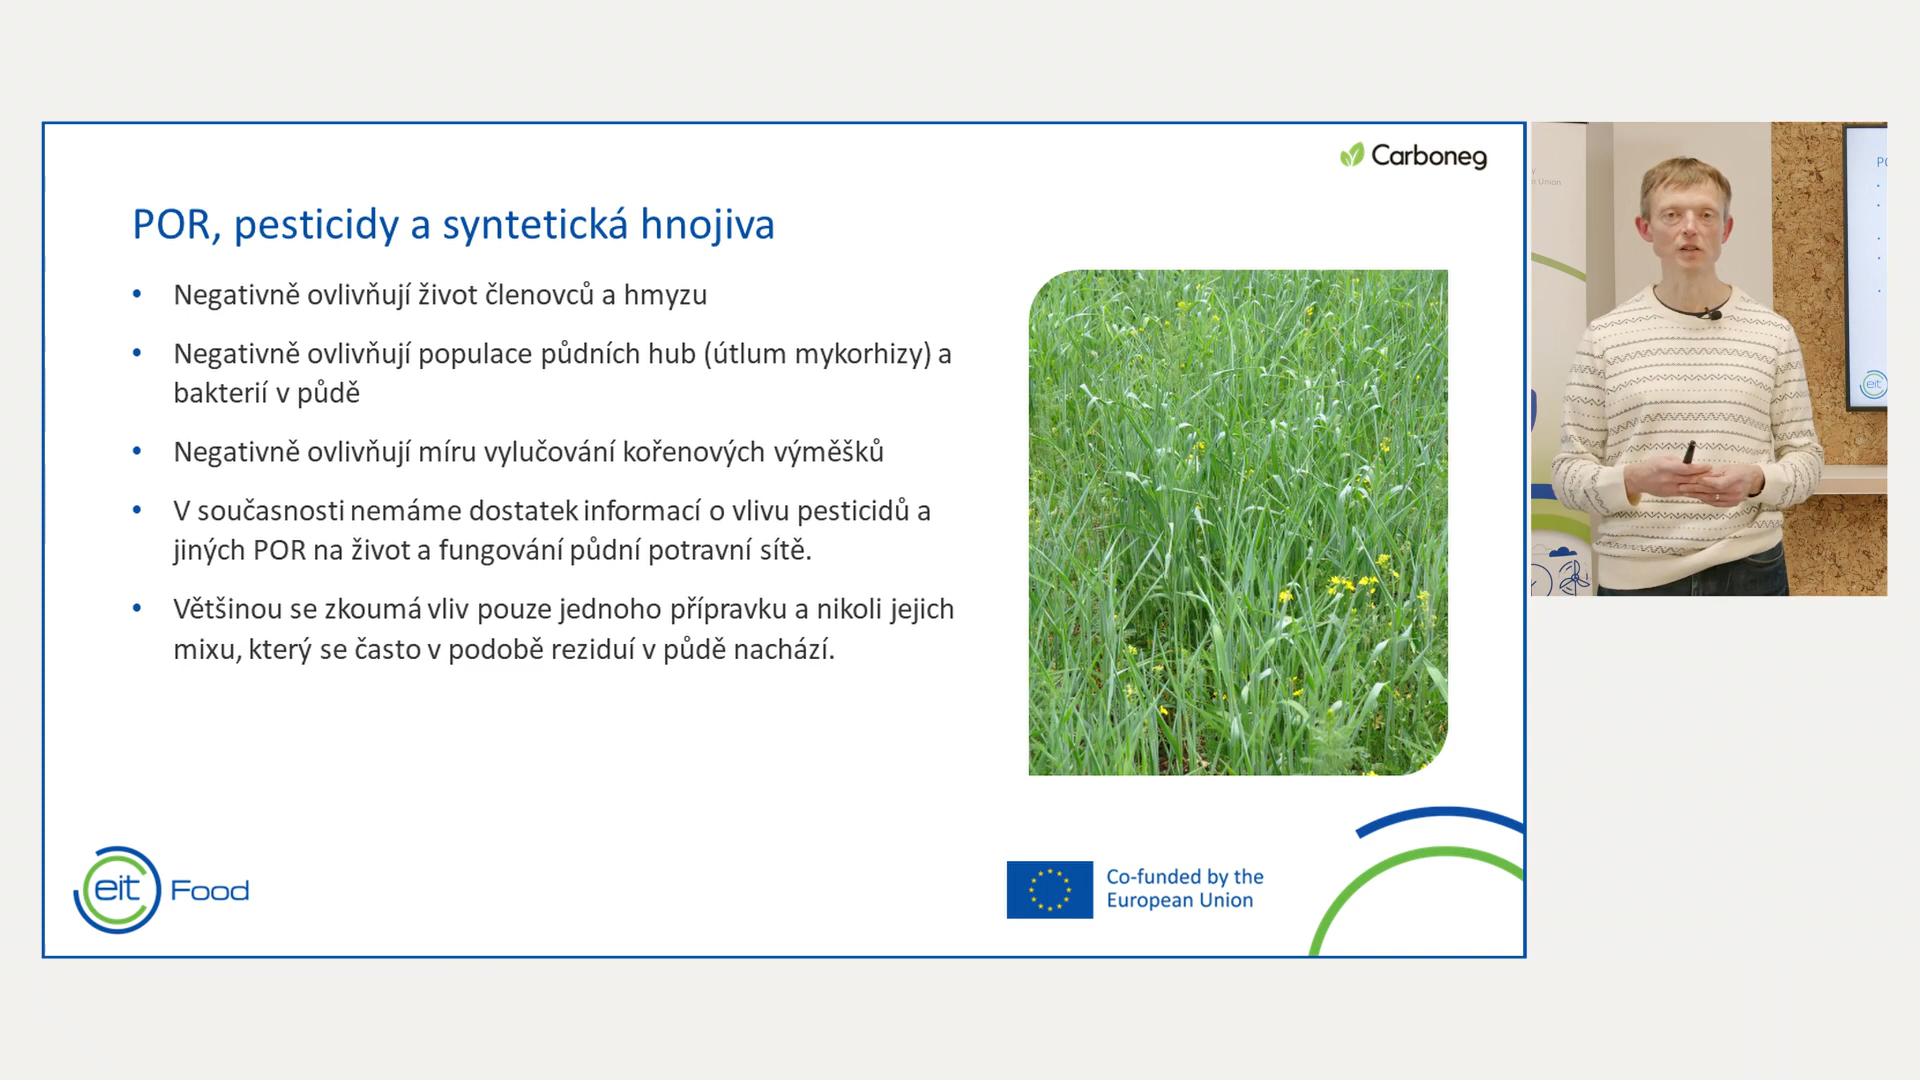 Carboneg
POR, pesticidy a syntetická hnojiva
• Negativně ovlivňují život členovců a hmyzu
• Negativně ovlivňují populace půdních hub (útlum mykorhizy) a
bakterií v půdě
• Negativně ovlivňují míru vylučování kořenových výměšků
• V současnosti nemáme dostatek informací o vlivu pesticidů a
jiných POR na život a fungování půdní potravní sítě.
• Většinou se zkoumá vliv pouze jednoho přípravku a nikoli jejich
mixu, který se často v podobě reziduí v půdě nachází.
eit Food
Co-funded by the
European Union
n Union
eit